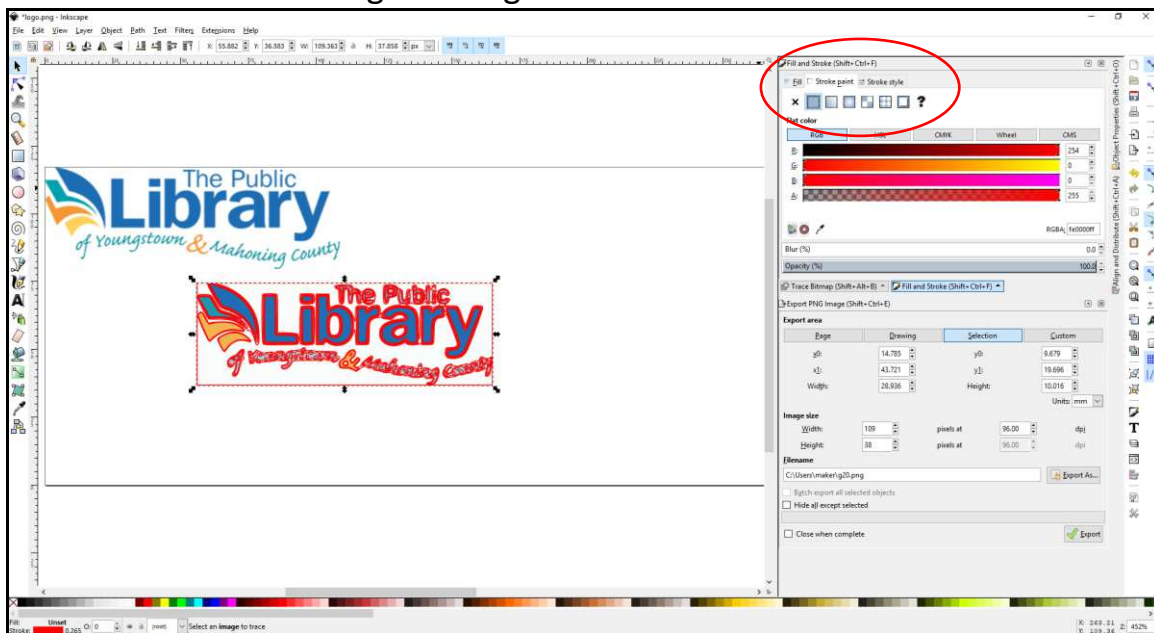 *logo.png - Inkscape
File Edit View Layer Object Path Text Filters Extensions Help
X: 55.882 Y: 36.583 W: 109.363 H: 37.858 px
Fill and Stroke (Shift+Ctrl+F)
Fill Stroke paint Stroke style
Flat color
RGB HSL CMYK Wheel CMS
R: 254
G: 0
B: 0
A: 255
RGBA: fe0000ff
Blur (%) 0.0
Opacity (%) 100.0
Trace Bitmap (Shift+Alt+B) Fill and Stroke (Shift+Ctrl+F)
Export PNG Image (Shift+Ctrl+E)
Export area
Page Drawing Selection Custom
x0: 14.785 y0: 9.679
x1: 43.721 y1: 19.696
Width: 28.936 Height: 10.016
Units: mm
Image size
Width: 109 pixels at 96.00 dpi
Height: 38 pixels at 96.00 dpi
Filename
C:\Users\maker\g20.png Export As...
Batch export all selected objects
Hide all except selected
Close when complete Export
Object Properties (Shift+Ctrl+O)
Align and Distribute (Shift+Ctrl+A)
The Public
Library
of Youngstown & Mahoning County
The Public
Library
of Youngstown & Mahoning County
Fill: Unset
Stroke: 0.265 O: 0 (root) Select an image to trace
X: 263.21
Y: 139.36
Z: 452%